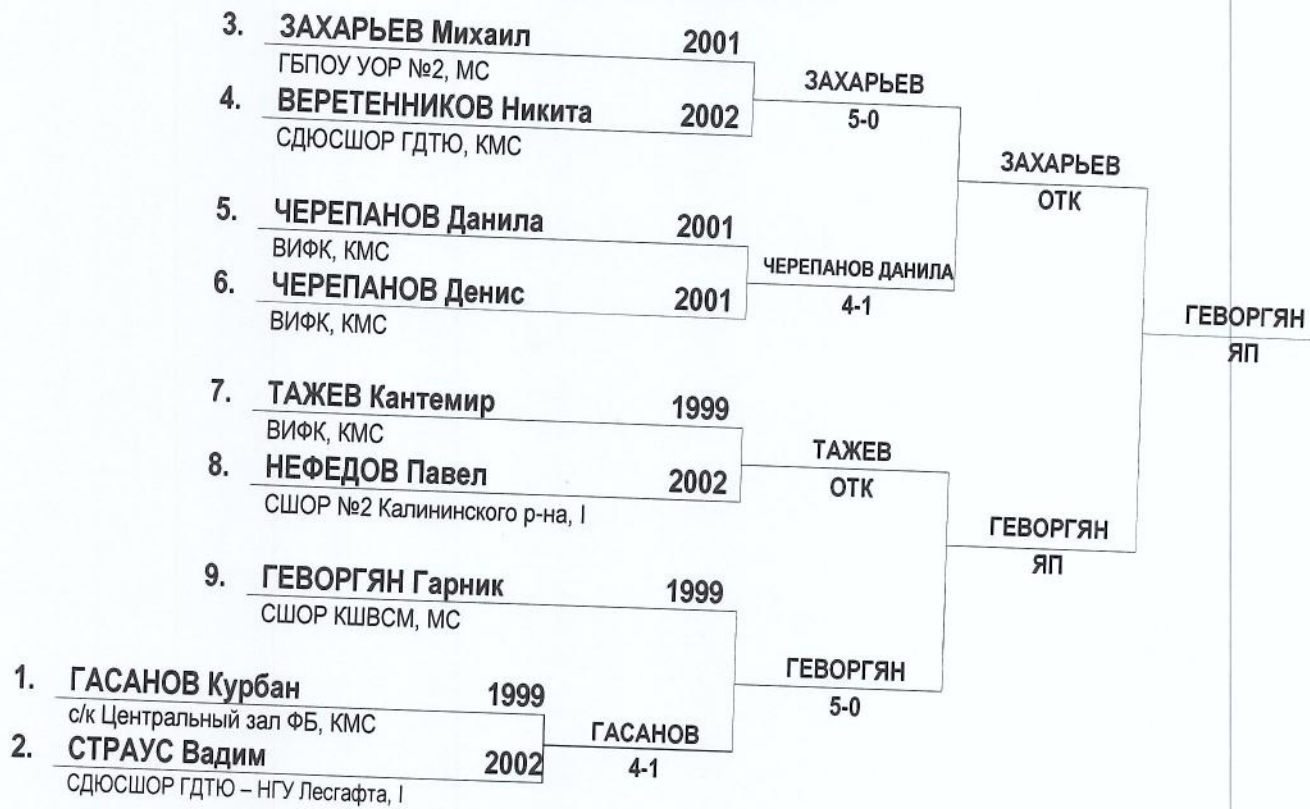 3. ЗАХАРЬЕВ Михаил 2001
ГБПОУ УОР №2, МС
ЗАХАРЬЕВ
5-0
4. ВЕРЕТЕННИКОВ Никита 2002
СДЮСШОР ГДТЮ, КМС
ЗАХАРЬЕВ
ОТК
5. ЧЕРЕПАНОВ Данила 2001
ВИФК, КМС
ЧЕРЕПАНОВ ДАНИЛА
4-1
6. ЧЕРЕПАНОВ Денис 2001
ВИФК, КМС
ГЕВОРГЯН
ЯП
7. ТАЖЕВ Кантемир 1999
ВИФК, КМС
ТАЖЕВ
ОТК
8. НЕФЕДОВ Павел 2002
СШОР №2 Калининского р-на, I
ГЕВОРГЯН
ЯП
9. ГЕВОРГЯН Гарник 1999
СШОР КШВСМ, МС
ГЕВОРГЯН
5-0
1. ГАСАНОВ Курбан 1999
с/к Центральный зал ФБ, КМС
ГАСАНОВ
4-1
2. СТРАУС Вадим 2002
СДЮСШОР ГДТЮ – НГУ Лесгафта, I